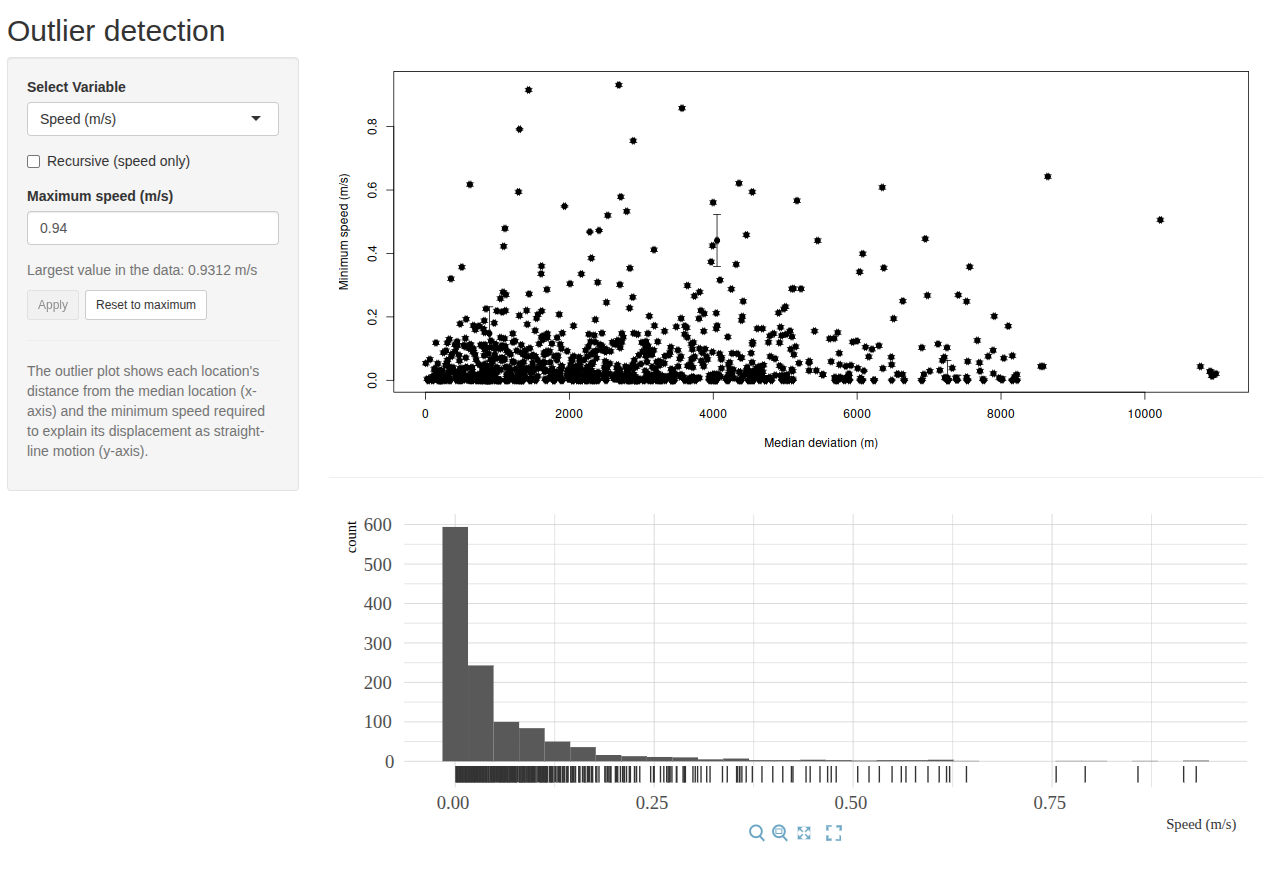 Outlier detection
Select Variable
Speed (m/s)
Recursive (speed only)
Maximum speed (m/s)
0.94
Largest value in the data: 0.9312 m/s
Apply Reset to maximum
The outlier plot shows each location's
distance from the median location (x-
axis) and the minimum speed required
to explain its displacement as straight-
line motion (y-axis).
Minimum speed (m/s)
0.8
0.6
0.4
0.2
0.0
0 2000 4000 6000 8000 10000
Median deviation (m)
count
600
500
400
300
200
100
0
0.00 0.25 0.50 0.75
Speed (m/s)